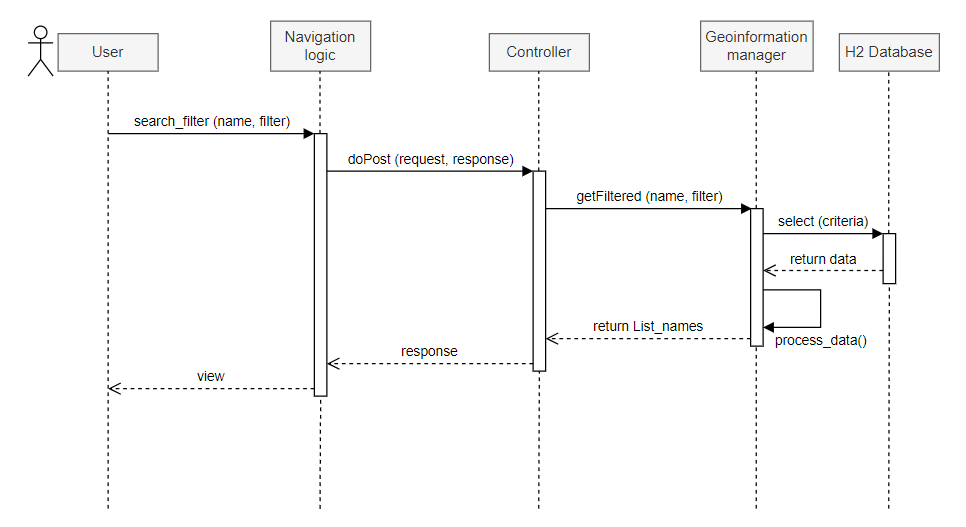 User
Navigation
logic
Controller
Geoinformation
manager
H2 Database
search_filter (name, filter)
doPost (request, response)
getFiltered (name, filter)
select (criteria)
return data
return List_names
process_data()
response
view